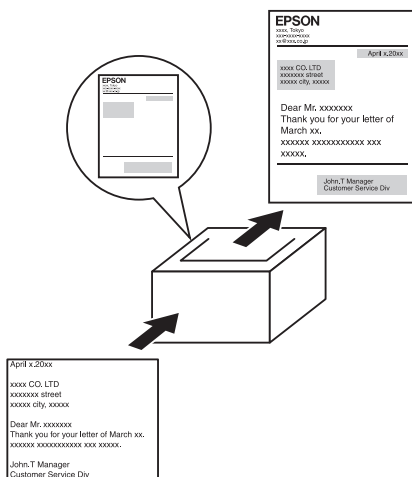 EPSON
xxxx, Tokyo
xxx-xxxx-xxxx
xx@xxx.co.jp
April x.20xx
xxxx CO. LTD
xxxxxxx street
xxxxx city, xxxxx
Dear Mr. xxxxxxx
Thank you for your letter of
March xx.
xxxxxx xxxxxxxxxxx xxx
xxxxx.
John.T Manager
Customer Service Div
EPSON
April x.20xx
xxxx CO. LTD
xxxxxxx street
xxxxx city, xxxxx
Dear Mr. xxxxxxx
Thank you for your letter of March xx.
xxxxxx xxxxxxxxxxx xxx xxxxx.
John.T Manager
Customer Service Div